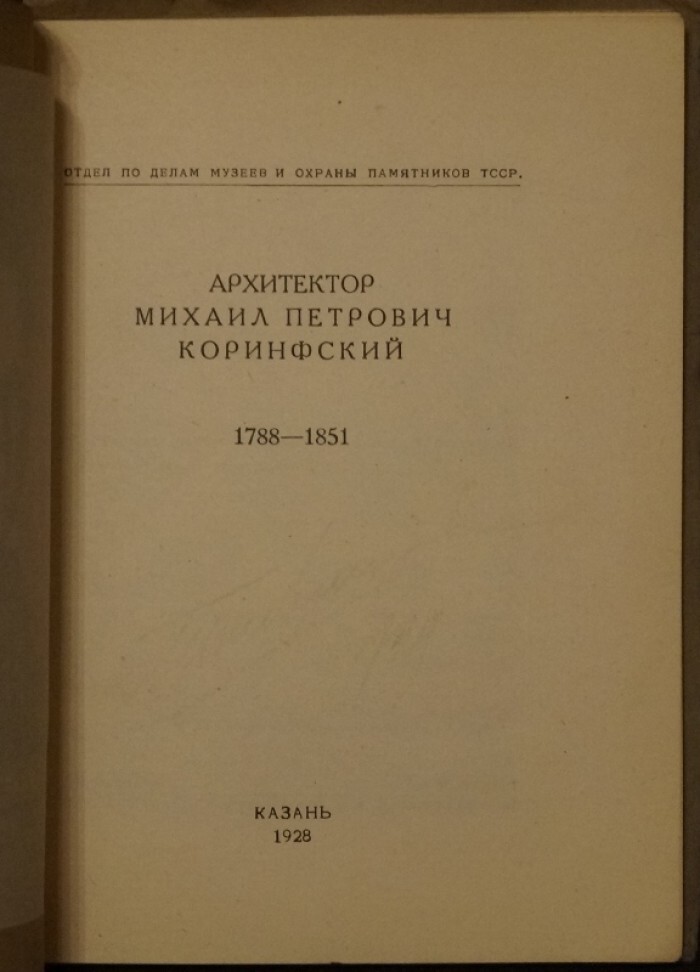 ОТДЕЛ ПО ДЕЛАМ МУЗЕЕВ И ОХРАНЫ ПАМЯТНИКОВ ТССР.
АРХИТЕКТОР
МИХАИЛ ПЕТРОВИЧ
КОРИНФСКИЙ
1788—1851
КАЗАНЬ
1928